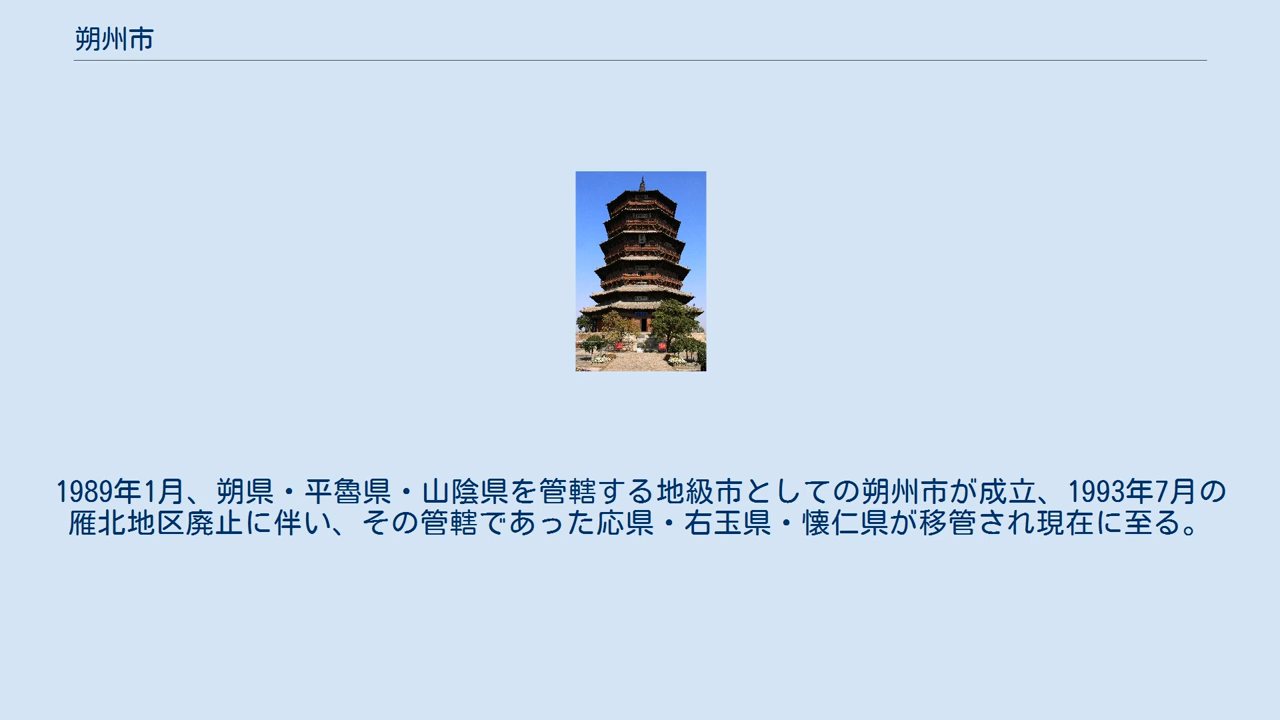 朔州市
1989年1月、朔県・平魯県・山陰県を管轄する地級市としての朔州市が成立、1993年7月の
雁北地区廃止に伴い、その管轄であった応県・右玉県・懐仁県が移管され現在に至る。